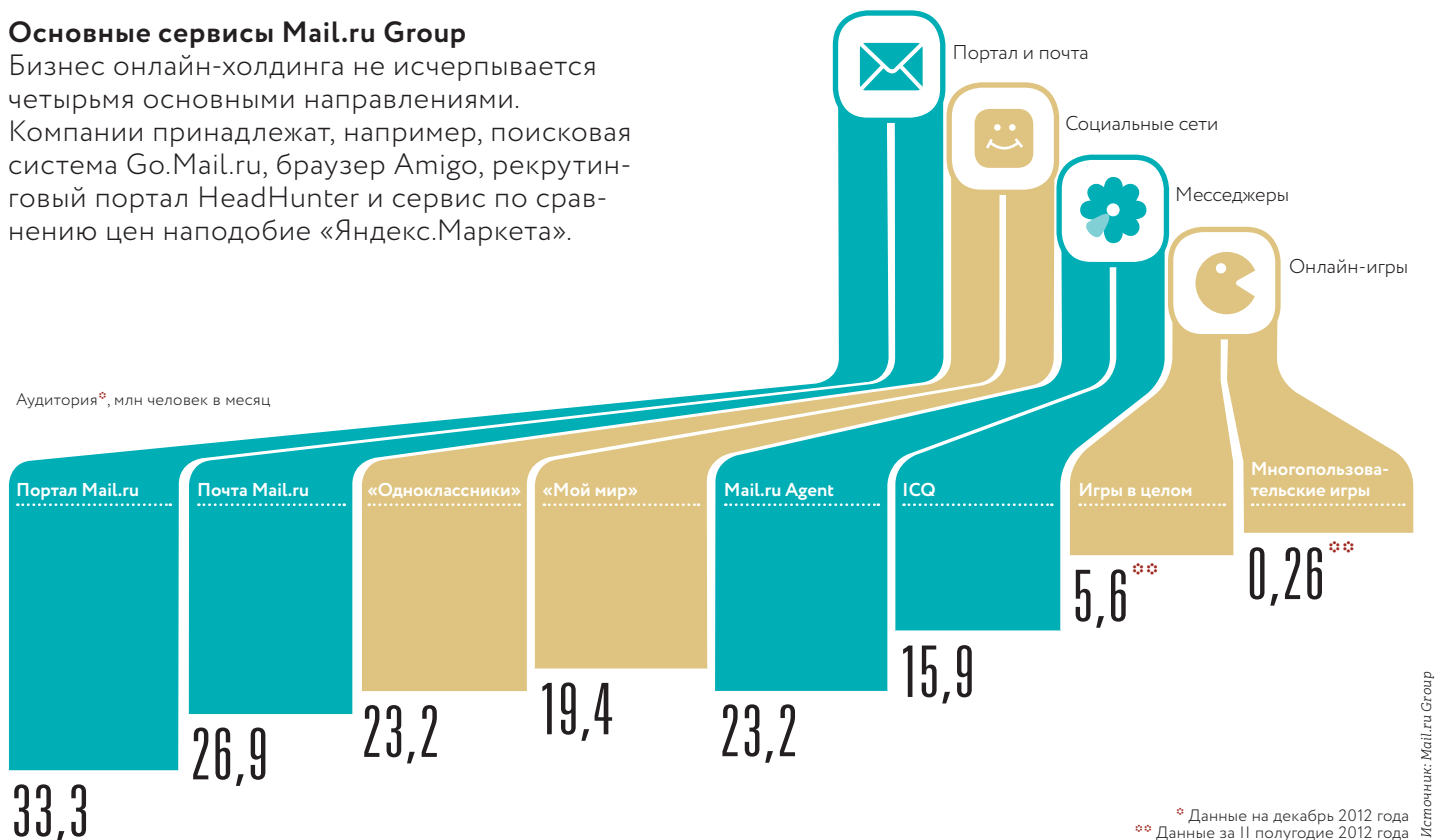 Основные сервисы Mail.ru Group
Бизнес онлайн-холдинга не исчерпывается
четырьмя основными направлениями.
Компании принадлежат, например, поисковая
система Go.Mail.ru, браузер Amigo, рекрутин-
говый портал HeadHunter и сервис по срав-
нению цен наподобие «Яндекс.Маркета».
Портал и почта
Социальные сети
Месседжеры
Онлайн-игры
Аудитория*, млн человек в месяц
Портал Mail.ru
33,3
Почта Mail.ru
26,9
«Одноклассники»
23,2
«Мой мир»
19,4
Mail.ru Agent
23,2
ICQ
15,9
Игры в целом
5,6**
Многопользова-
тельские игры
0,26**
* Данные на декабрь 2012 года
** Данные за II полугодие 2012 года
Источник: Mail.ru Group